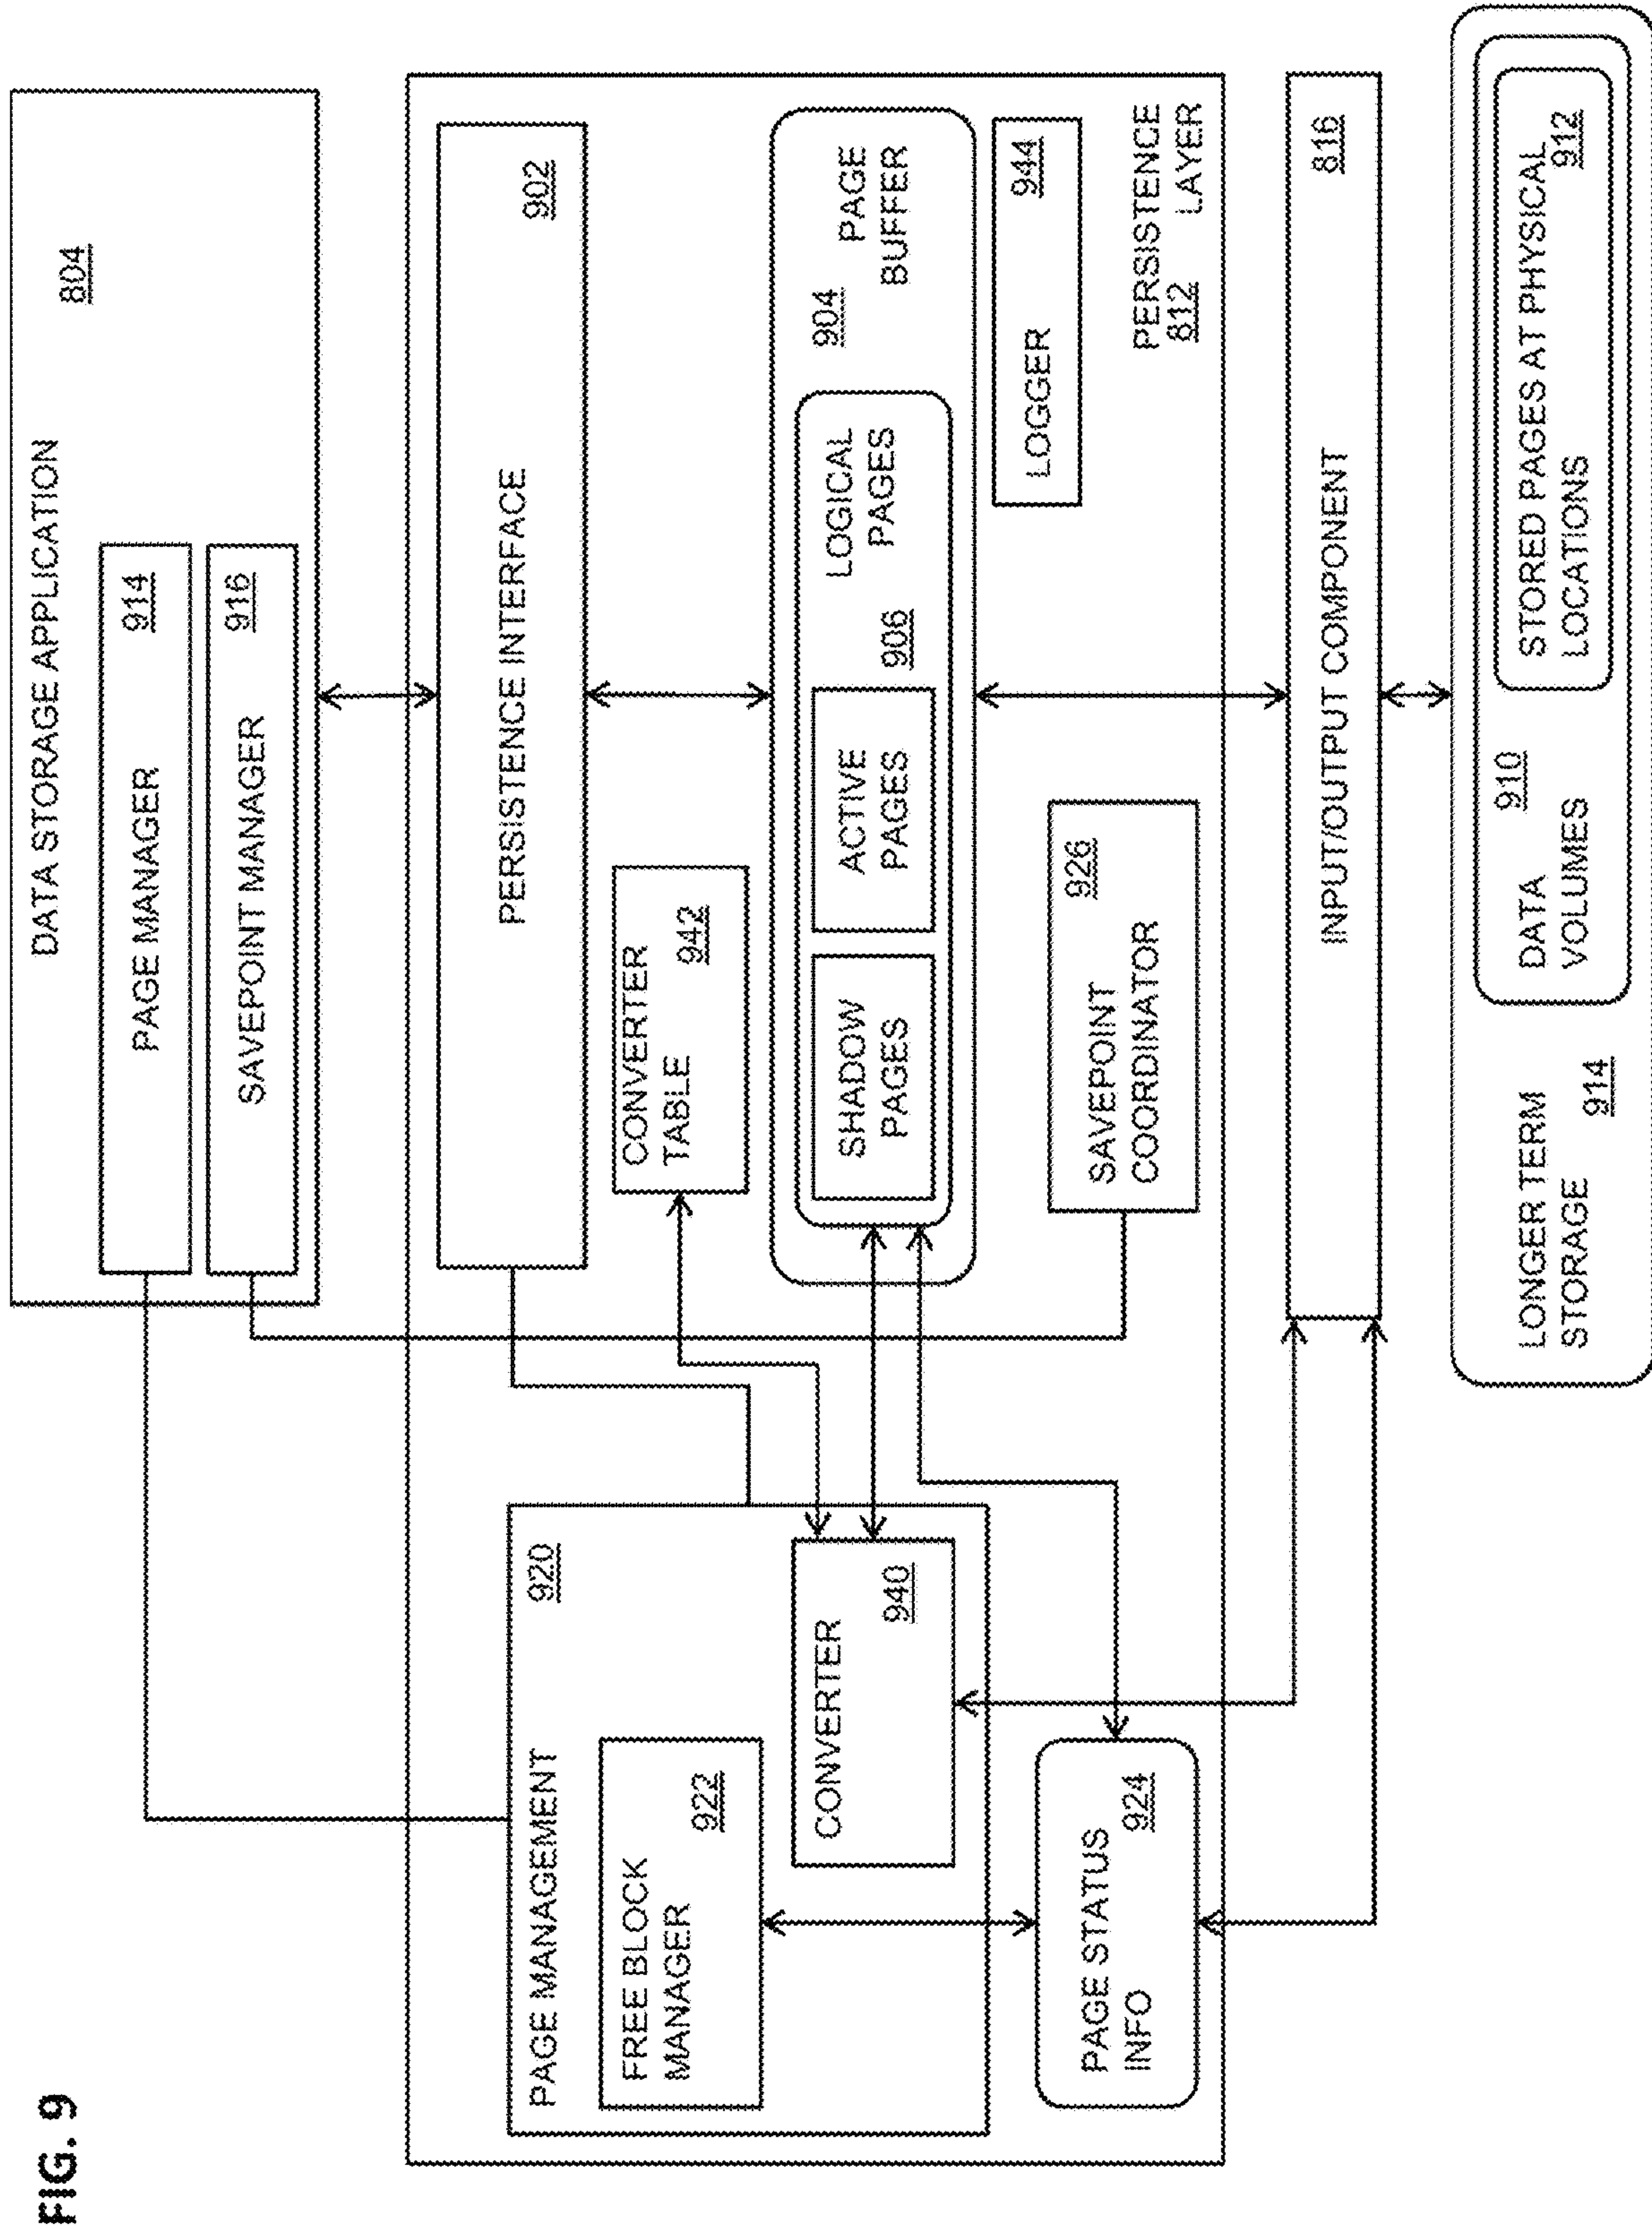 FIG. 9
DATA STORAGE APPLICATION
804
PAGE MANAGER
914
SAVEPOINT MANAGER
916
PERSISTENCE INTERFACE
902
PAGE MANAGEMENT
920
FREE BLOCK
MANAGER
922
CONVERTER
940
CONVERTER
TABLE
942
904
PAGE
BUFFER
LOGICAL
PAGES
906
SHADOW
PAGES
ACTIVE
PAGES
PAGE STATUS
INFO
924
SAVEPOINT
COORDINATOR
926
LOGGER
944
PERSISTENCE
LAYER
812
INPUT/OUTPUT COMPONENT
816
LONGER TERM
STORAGE
914
DATA
VOLUMES
910
STORED PAGES AT PHYSICAL
LOCATIONS
912